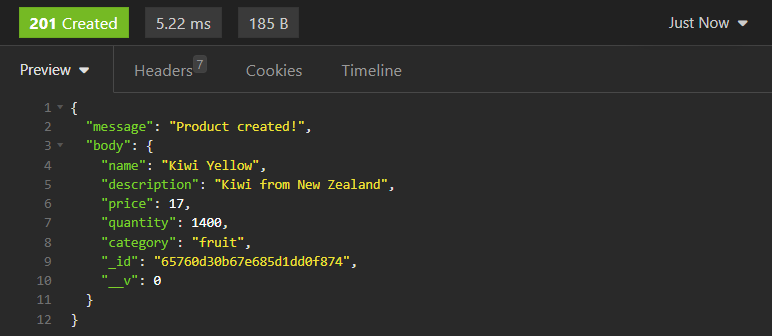 201 Created 5.22 ms 185 B Just Now
Preview Headers 7 Cookies Timeline
1 {
2 "message": "Product created!",
3 "body": {
4 "name": "Kiwi Yellow",
5 "description": "Kiwi from New Zealand",
6 "price": 17,
7 "quantity": 1400,
8 "category": "fruit",
9 "_id": "65760d30b67e685d1dd0f874",
10 "__v": 0
11 }
12 }